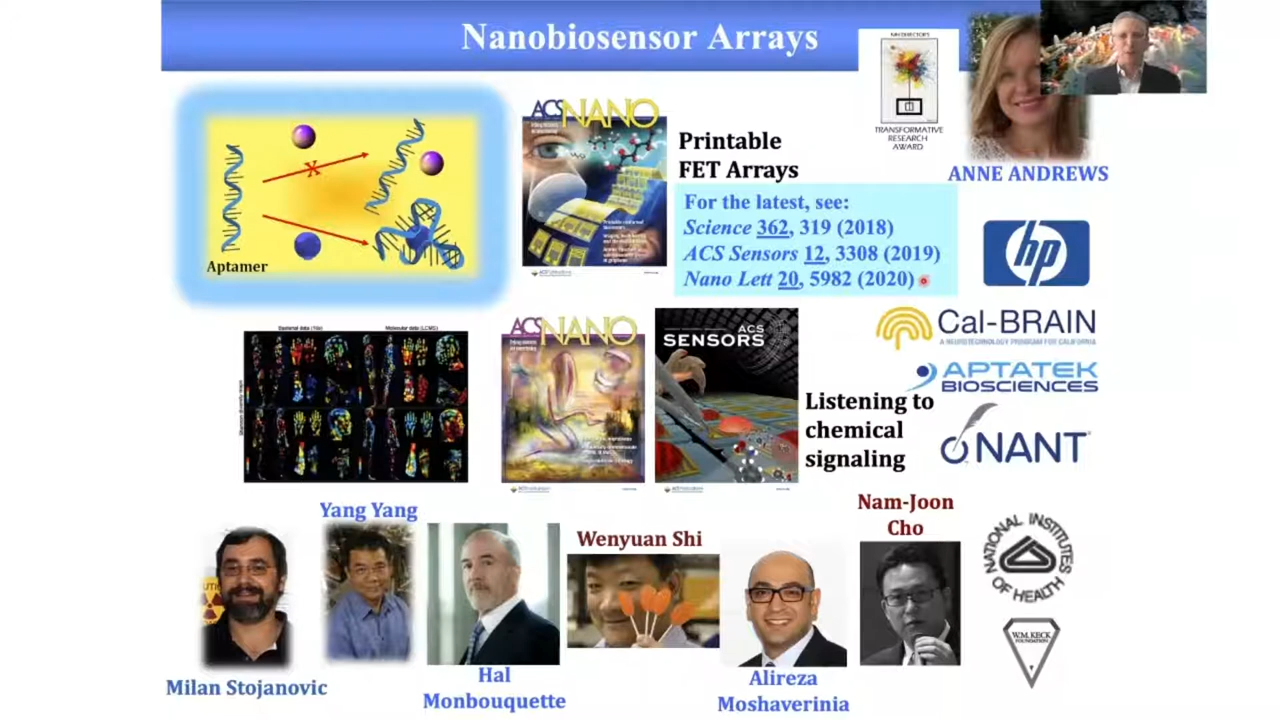 Nanobiosensor Arrays
TRANSFORMATIVE
RESEARCH
AWARD
ANNE ANDREWS
X
Aptamer
ACS NANO
Printable
FET Arrays
For the latest, see:
Science 362, 319 (2018)
ACS Sensors 12, 3308 (2019)
Nano Lett 20, 5982 (2020)
hp
Cal-BRAIN
A NEUROTECHNOLOGY PROGRAM FOR CALIFORNIA
APTATEK
BIOSCIENCES
NANT
ACS NANO
ACS
SENSORS
Listening to
chemical
signaling
Yang Yang
Wenyuan Shi
Nam-Joon
Cho
NATIONAL INSTITUTES
OF HEALTH
W.M. KECK
FOUNDATION
Milan Stojanovic
Hal
Monbouquette
Alireza
Moshaverinia